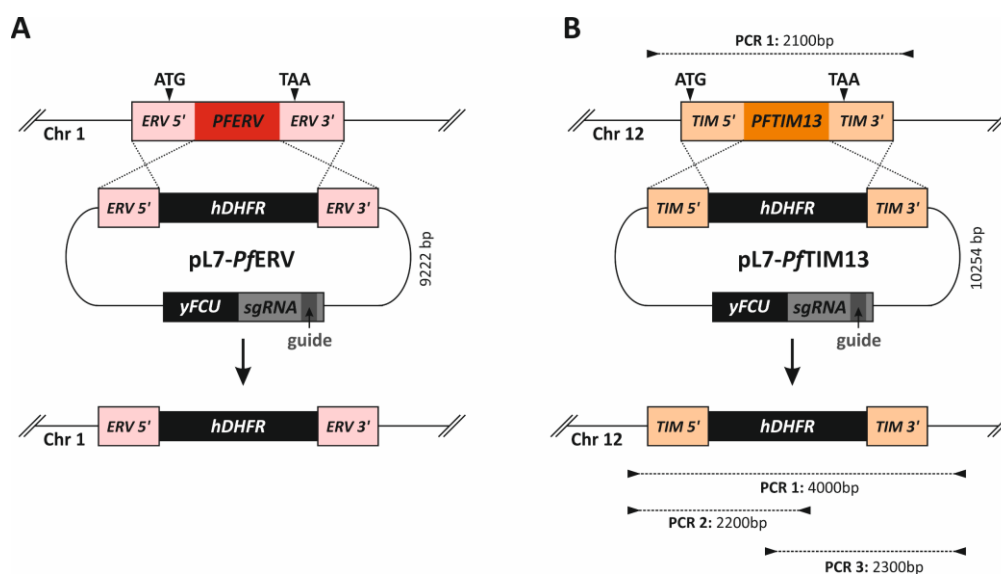 A
ATG
TAA
ERV 5'
PFERV
ERV 3'
Chr 1
ERV 5'
hDHFR
ERV 3'
pL7-PfERV
9222 bp
yFCU
sgRNA
guide
ERV 5'
hDHFR
ERV 3'
Chr 1
B
PCR 1: 2100bp
ATG
TAA
TIM 5'
PFTIM13
TIM 3'
Chr 12
TIM 5'
hDHFR
TIM 3'
pL7-PfTIM13
10254 bp
yFCU
sgRNA
guide
TIM 5'
hDHFR
TIM 3'
Chr 12
PCR 1: 4000bp
PCR 2: 2200bp
PCR 3: 2300bp